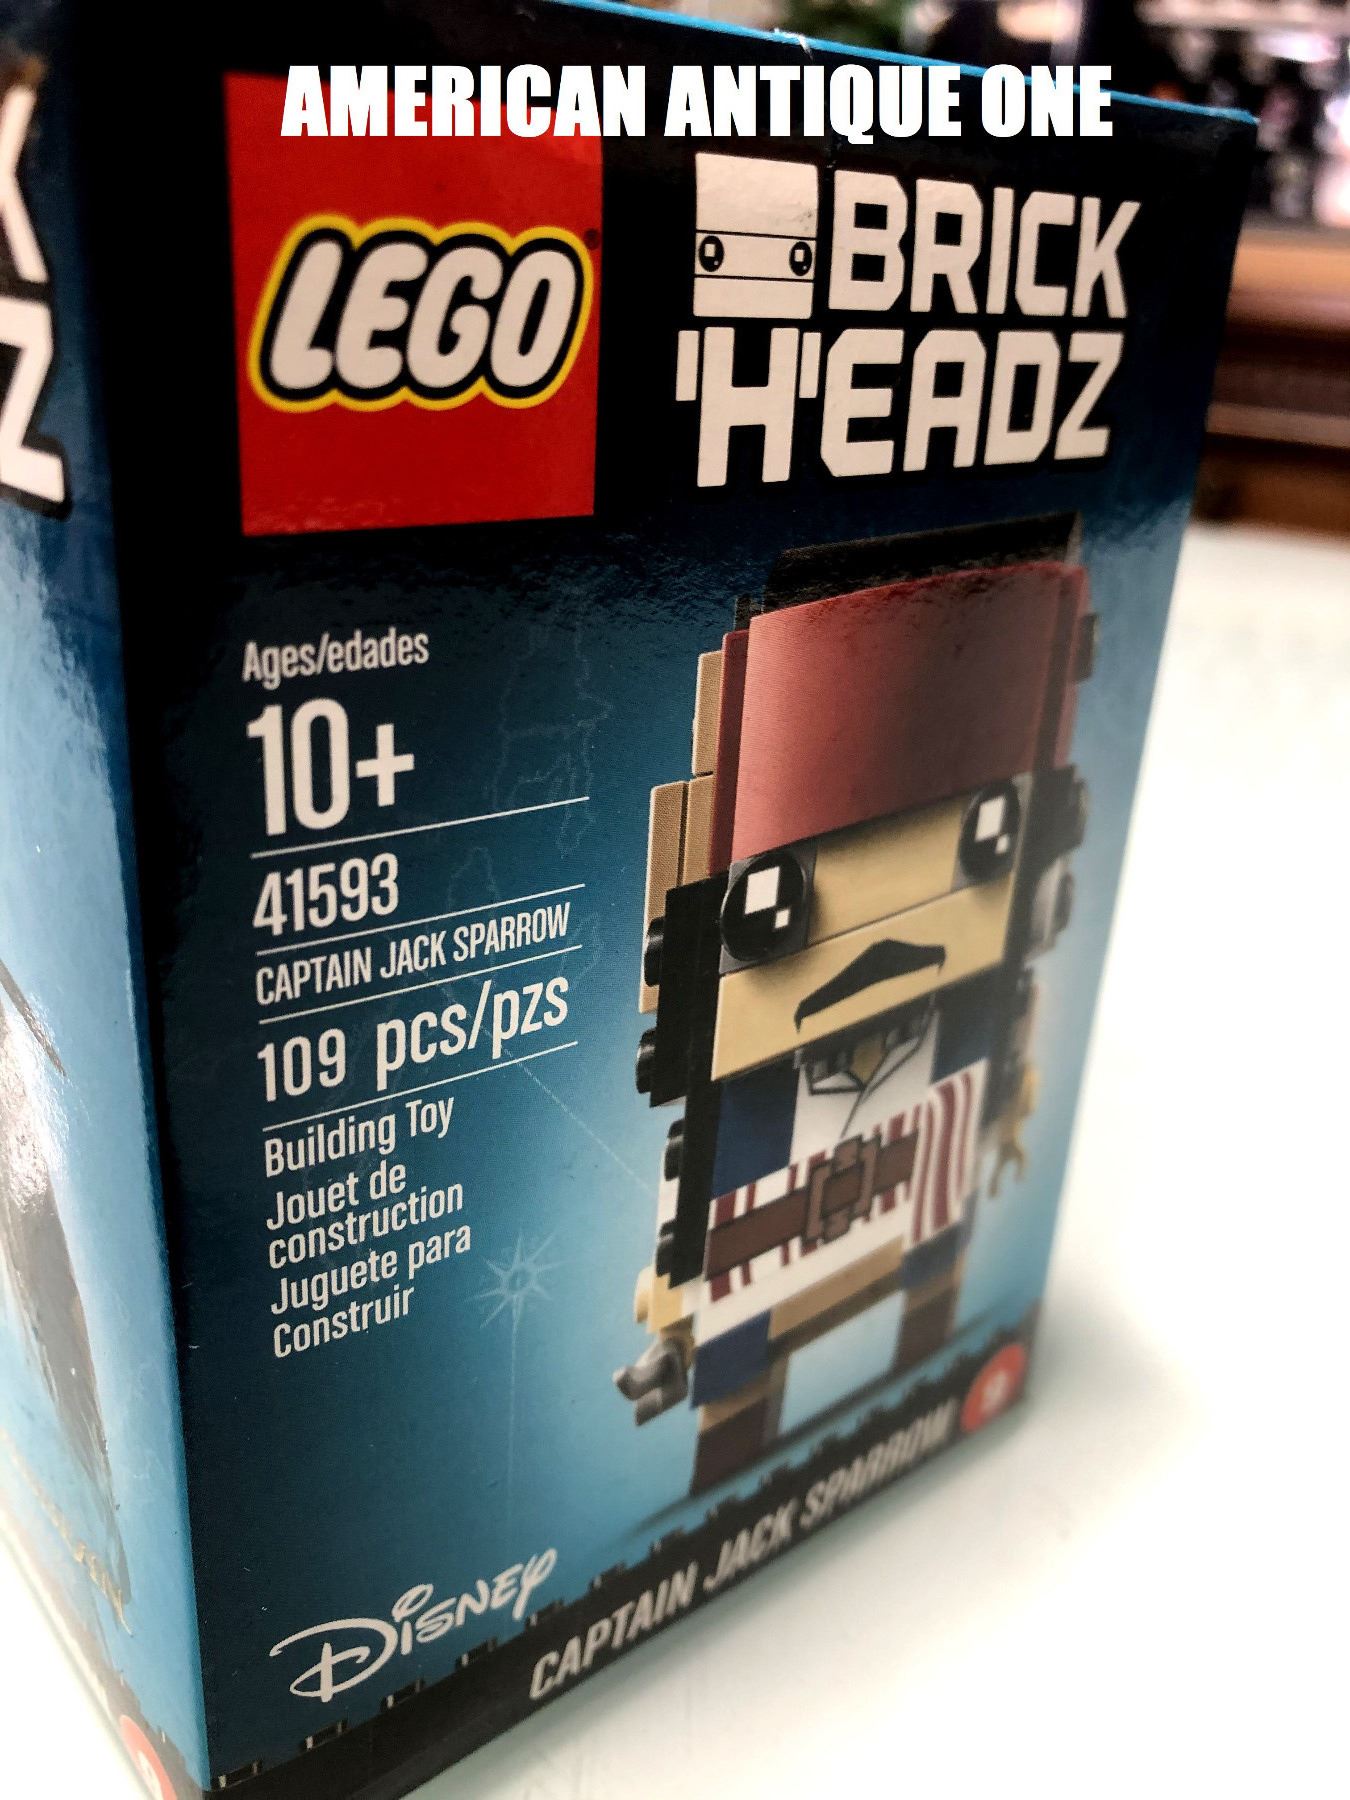 AMERICAN ANTIQUE ONE
LEGO®
BRICK
'H'EADZ
Ages/edades
10+
41593
CAPTAIN JACK SPARROW
109 pcs/pzs
Building Toy
Jouet de
construction
Juguete para
Construir
Disney
CAPTAIN JACK SPARROW
Y
Z